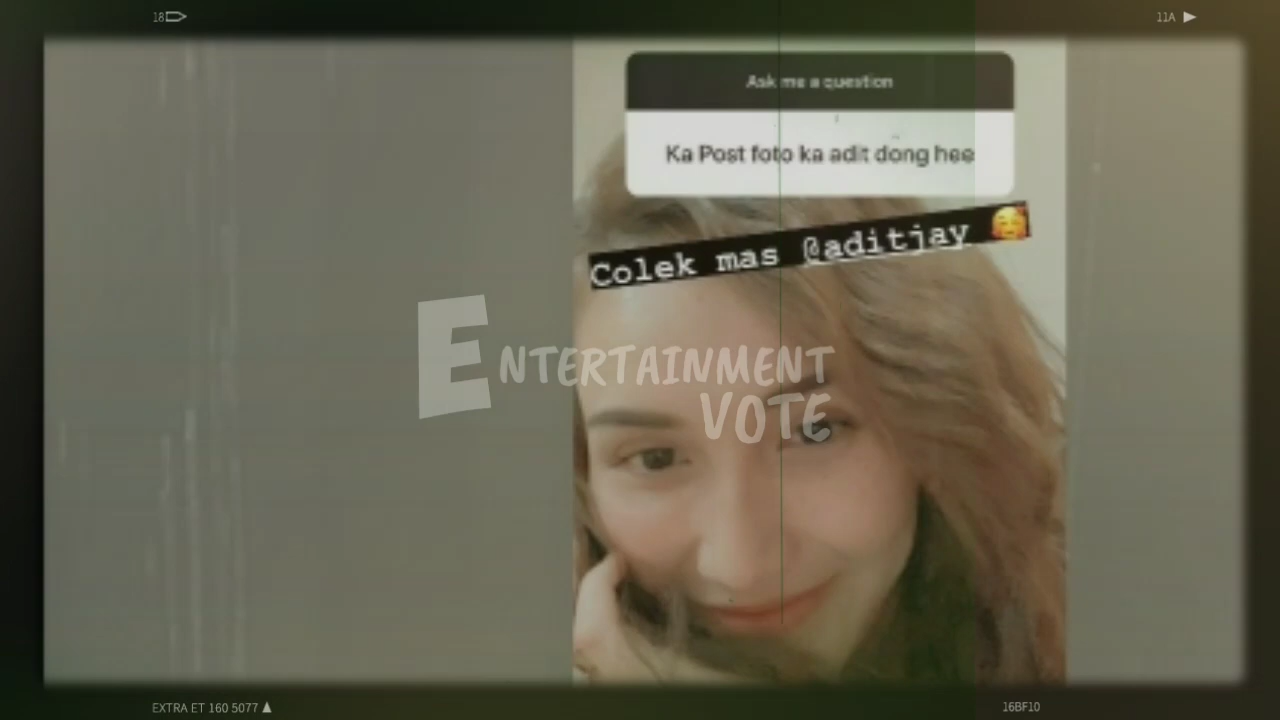 18
11A
Ask me a question
Ka Post foto ka adit dong hee
Colek mas @aditjay 🥰
ENTERTAINMENT
VOTE
EXTRA ET 160 5077
16BF10